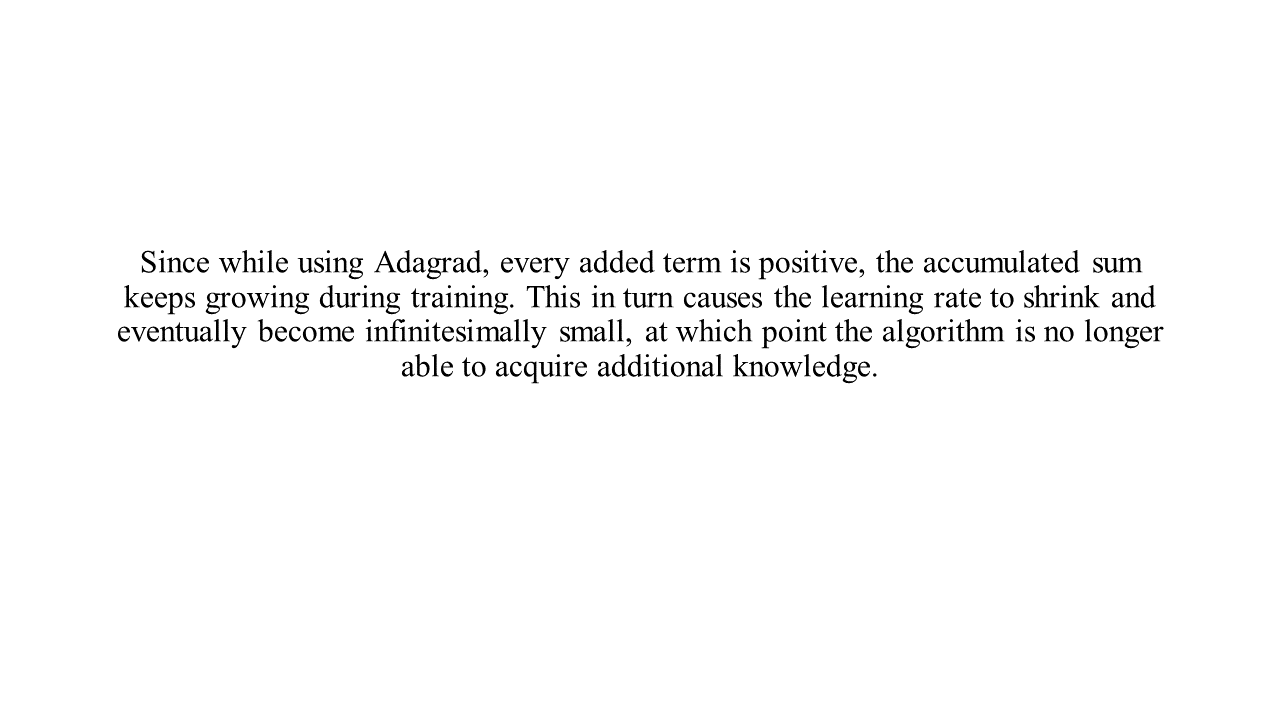 Since while using Adagrad, every added term is positive, the accumulated sum
keeps growing during training. This in turn causes the learning rate to shrink and
eventually become infinitesimally small, at which point the algorithm is no longer
able to acquire additional knowledge.